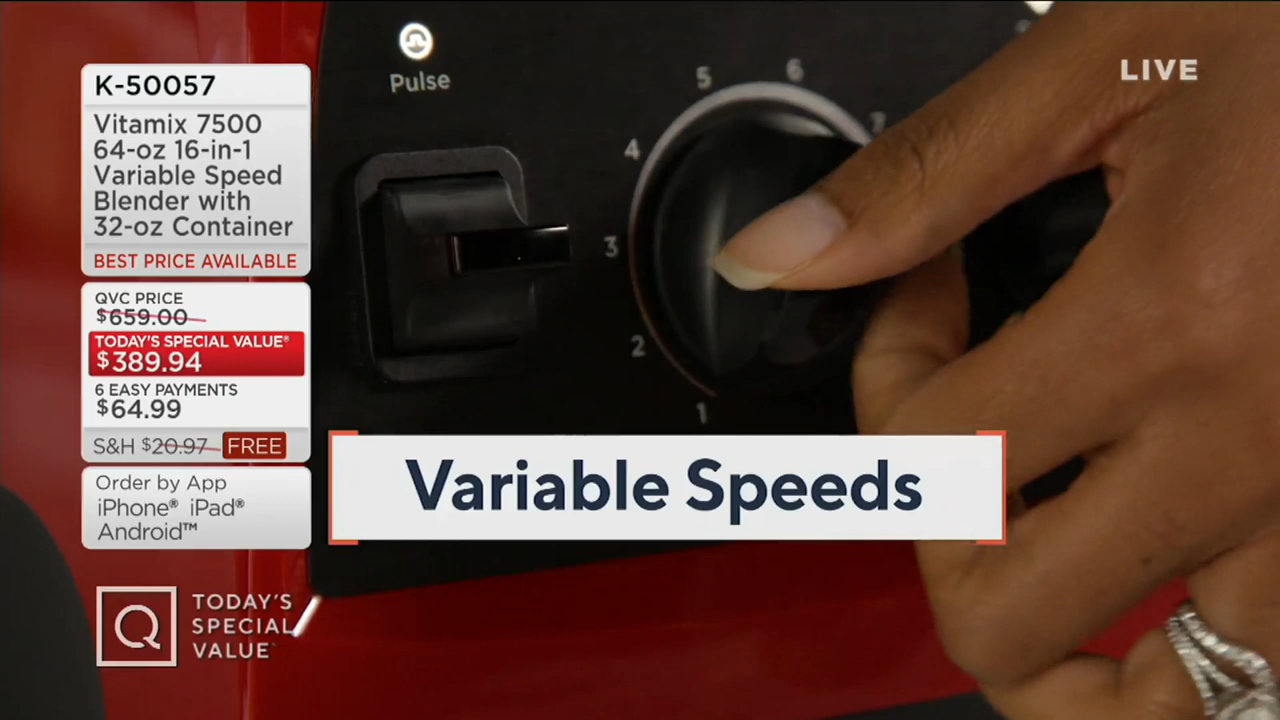 K-50057
Vitamix 7500
64-oz 16-in-1
Variable Speed
Blender with
32-oz Container
BEST PRICE AVAILABLE
QVC PRICE
$659.00
TODAY'S SPECIAL VALUE®
$389.94
6 EASY PAYMENTS
$64.99
S&H $20.97 FREE
Order by App
iPhone® iPad®
Android™
Q
TODAY'S
SPECIAL
VALUE
LIVE
Pulse
1
2
3
4
5
6
7
Variable Speeds